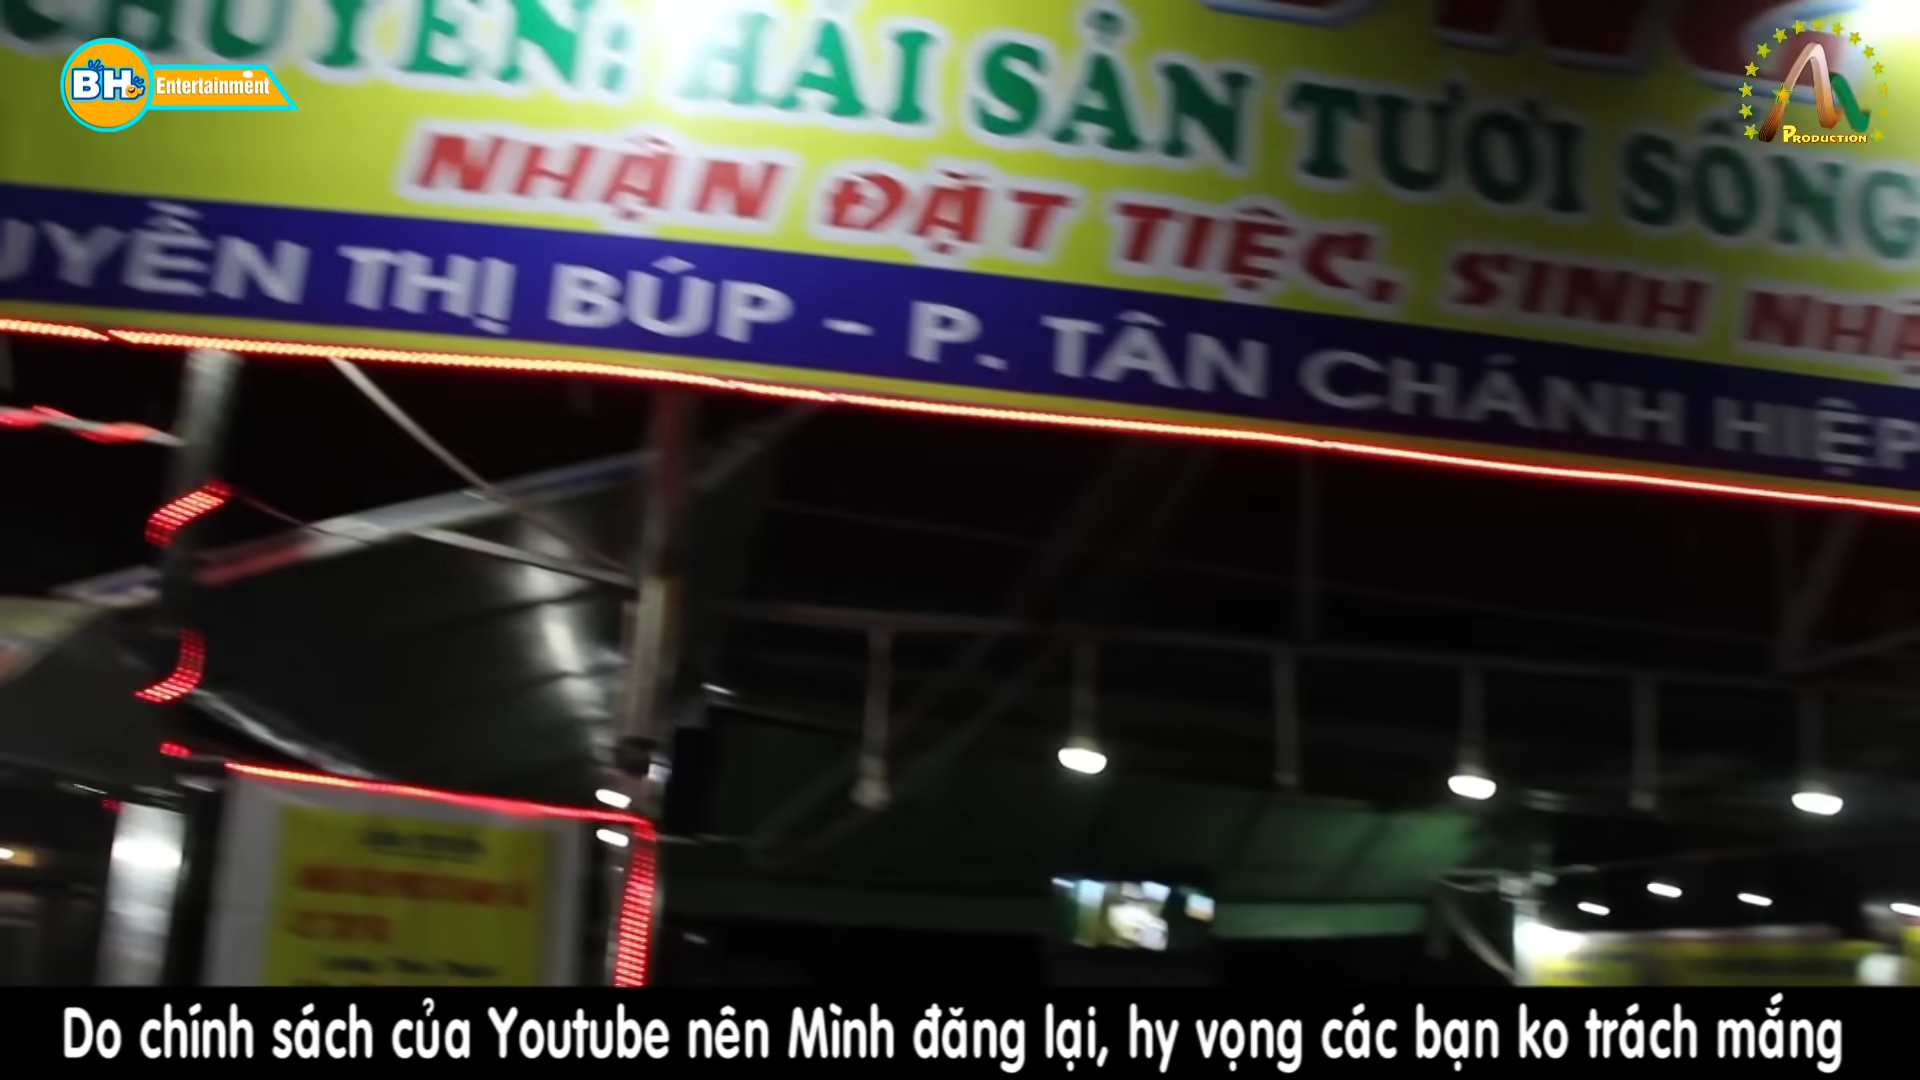 BH Entertainment
PRODUCTION
CHUYÊN: HẢI SẢN TƯƠI SỐNG
NHẬN ĐẶT TIỆC, SINH NHẬ
UYỄN THỊ BÚP - P. TÂN CHÁNH HIỆP
Do chính sách của Youtube nên Mình đăng lại, hy vọng các bạn ko trách mắng